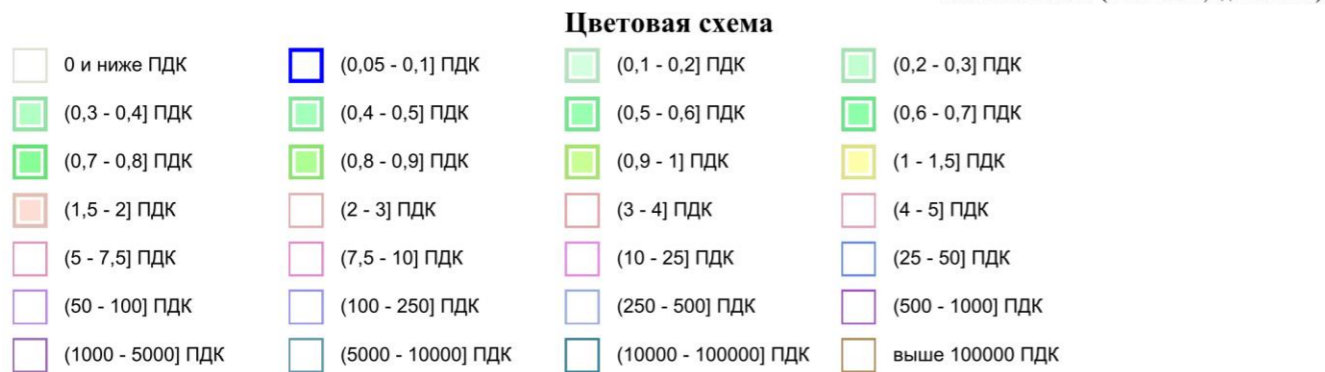 Цветовая схема
0 и ниже ПДК (0,05 - 0,1] ПДК (0,1 - 0,2] ПДК (0,2 - 0,3] ПДК
(0,3 - 0,4] ПДК (0,4 - 0,5] ПДК (0,5 - 0,6] ПДК (0,6 - 0,7] ПДК
(0,7 - 0,8] ПДК (0,8 - 0,9] ПДК (0,9 - 1] ПДК (1 - 1,5] ПДК
(1,5 - 2] ПДК (2 - 3] ПДК (3 - 4] ПДК (4 - 5] ПДК
(5 - 7,5] ПДК (7,5 - 10] ПДК (10 - 25] ПДК (25 - 50] ПДК
(50 - 100] ПДК (100 - 250] ПДК (250 - 500] ПДК (500 - 1000] ПДК
(1000 - 5000] ПДК (5000 - 10000] ПДК (10000 - 100000] ПДК выше 100000 ПДК